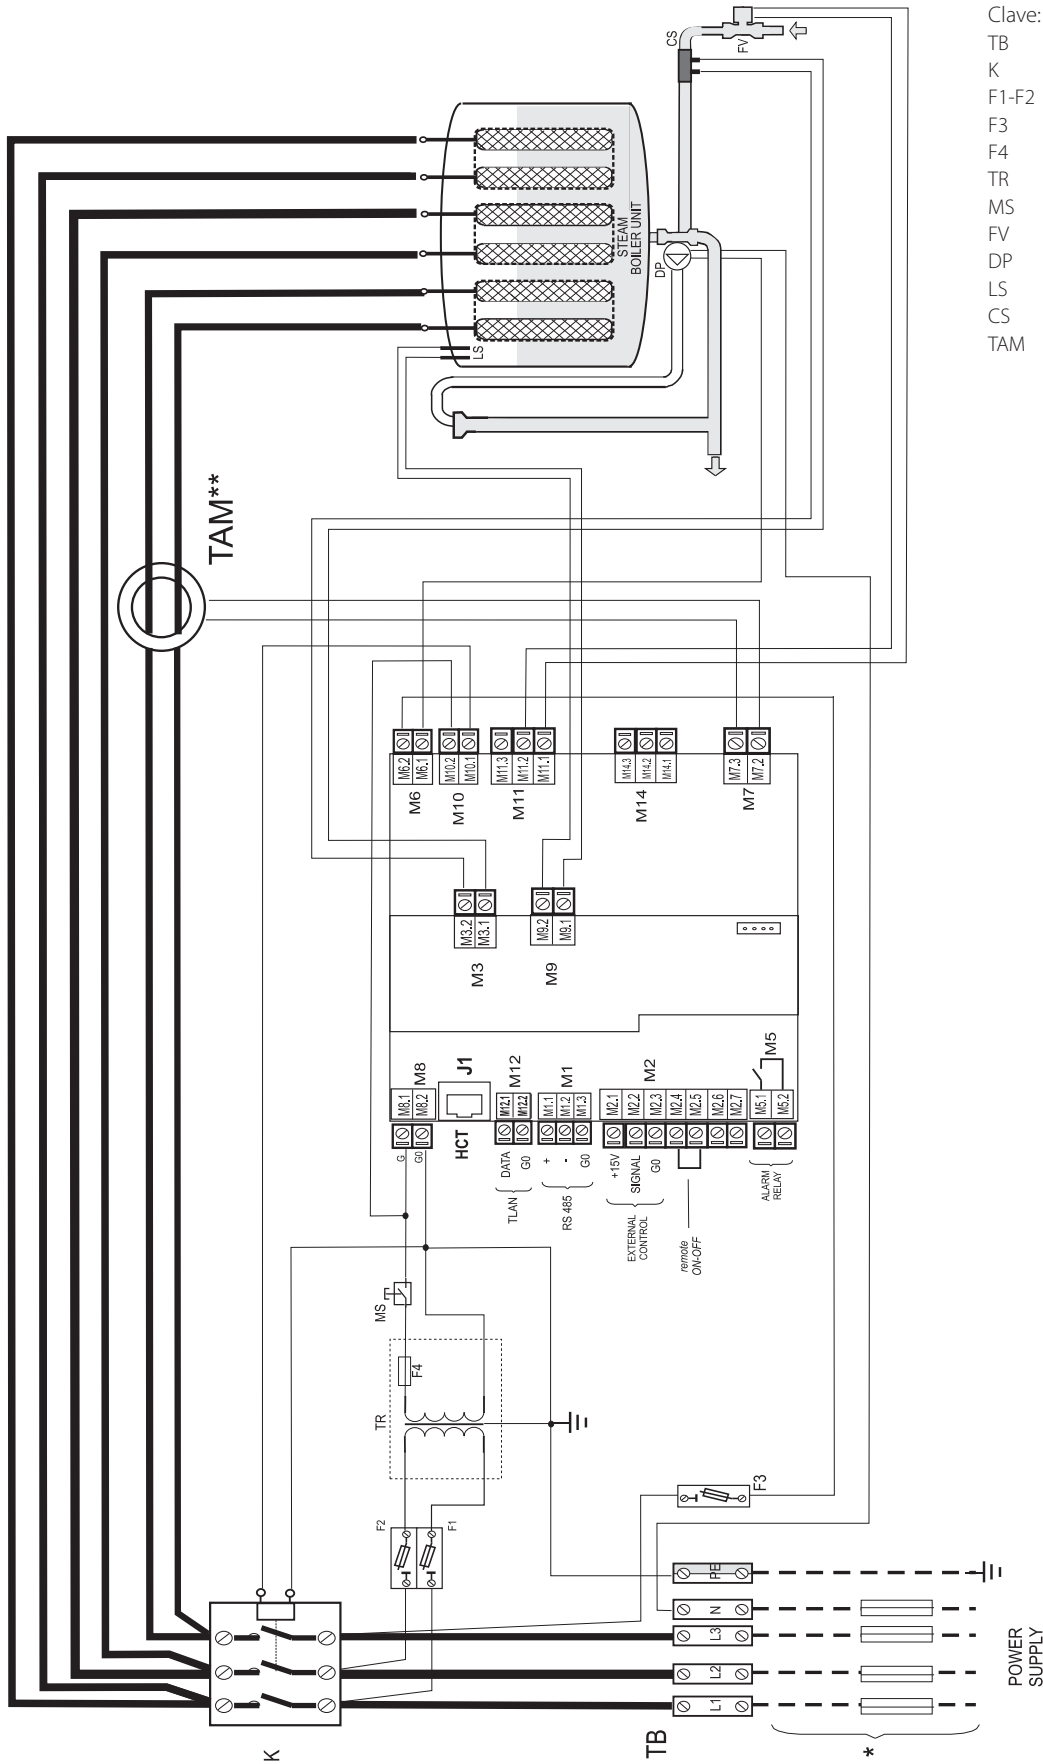 Clave:
TB
K
F1-F2
F3
F4
TR
MS
FV
DP
LS
CS
TAM
CS
FV
STEAM
BOILER UNIT
DP
LS
TAM**
M6.2
M6.1
M10.2
M10.1
M11.3
M11.2
M11.1
M14.3
M14.2
M14.1
M7.3
M7.2
M6
M10
M11
M14
M7
M3.2
M3.1
M9.2
M9.1
M3
M9
M8
J1
M12
M1
M2
M5
M8.1
M8.2
M12.1
M12.2
M1.1
M1.2
M1.3
M2.1
M2.2
M2.3
M2.4
M2.5
M2.6
M2.7
M5.1
M5.2
HCT
G
G0
DATA
G0
TLAN
+
-
G0
RS 485
+15V
SIGNAL
G0
EXTERNAL
CONTROL
remote
ON-OFF
ALARM
RELAY
MS
F4
TR
F3
F2
F1
PE
N
L3
L2
L1
K
TB
*
POWER
SUPPLY